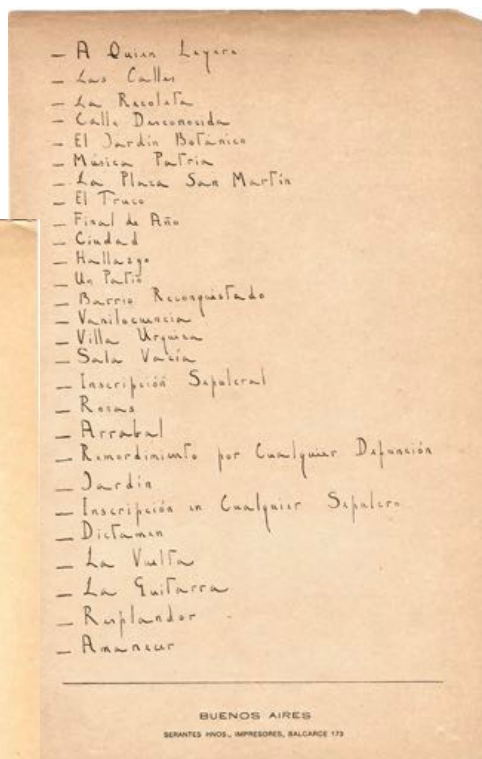 — A Quien Leyere
— Las Calles
— La Recoleta
— Calle Desconocida
— El Jardín Botánico
— Música Patria
— La Plaza San Martín
— El Truco
— Final de Año
— Ciudad
— Hallazgo
— Un Patio
— Barrio Reconquistado
— Vanilocuencia
— Villa Urquiza
— Sala Vacía
— Inscripción Sepulcral
— Rosas
— Arrabal
— Remordimiento por Cualquier Defunción
— Jardín
— Inscripción en Cualquier Sepulcro
— Dictamen
— La Vuelta
— La Guitarra
— Resplandor
— Amanecer
BUENOS AIRES
SERANTES HNOS., IMPRESORES, BALCARCE 173